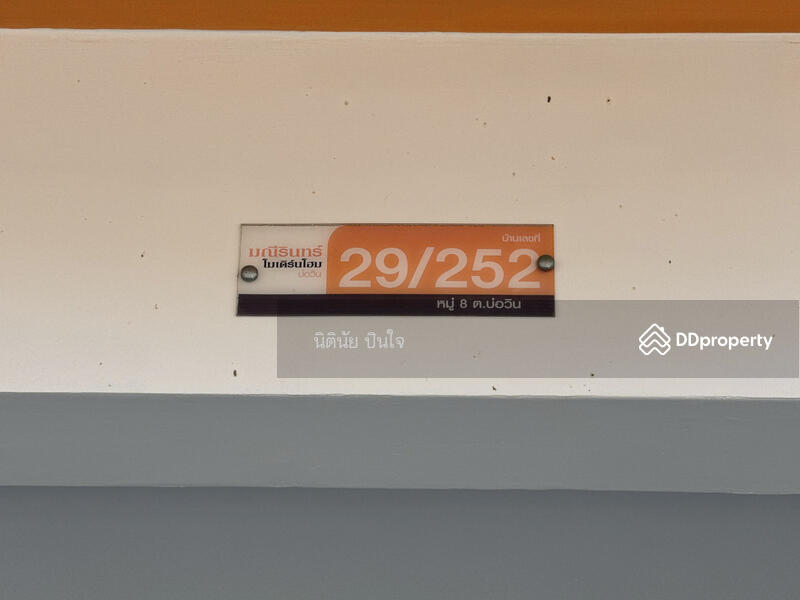 มณีรินทร์
โมเดิร์นโฮม
บ่อวิน
บ้านเลขที่
29/252
หมู่ 8 ต.บ่อวิน
นิตินัย ปินใจ
DDproperty